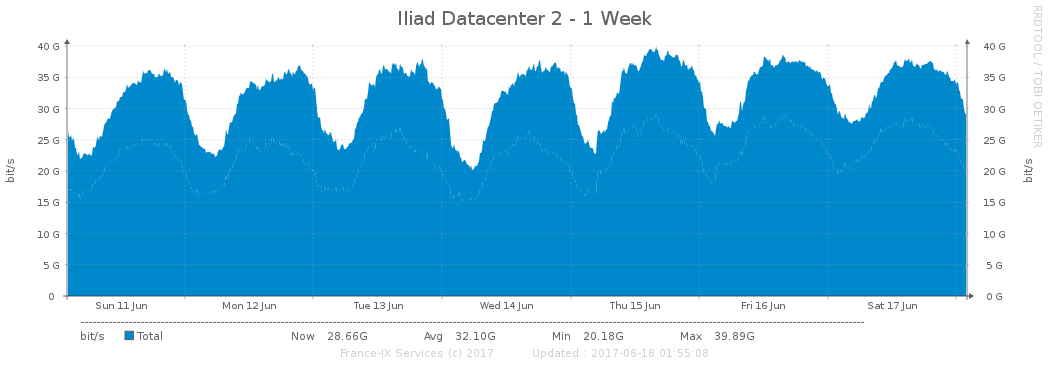 Iliad Datacenter 2 - 1 Week
RRDTOOL / TOBI OETIKER
bit/s
40 G 40 G
35 G 35 G
30 G 30 G
25 G 25 G
20 G 20 G
15 G 15 G
10 G 10 G
5 G 5 G
0 0 G
bit/s
Sun 11 Jun Mon 12 Jun Tue 13 Jun Wed 14 Jun Thu 15 Jun Fri 16 Jun Sat 17 Jun
bit/s Total Now 28.66G Avg 32.10G Min 20.18G Max 39.89G
France-IX Services (c) 2017 Updated : 2017-06-18 01:55:08